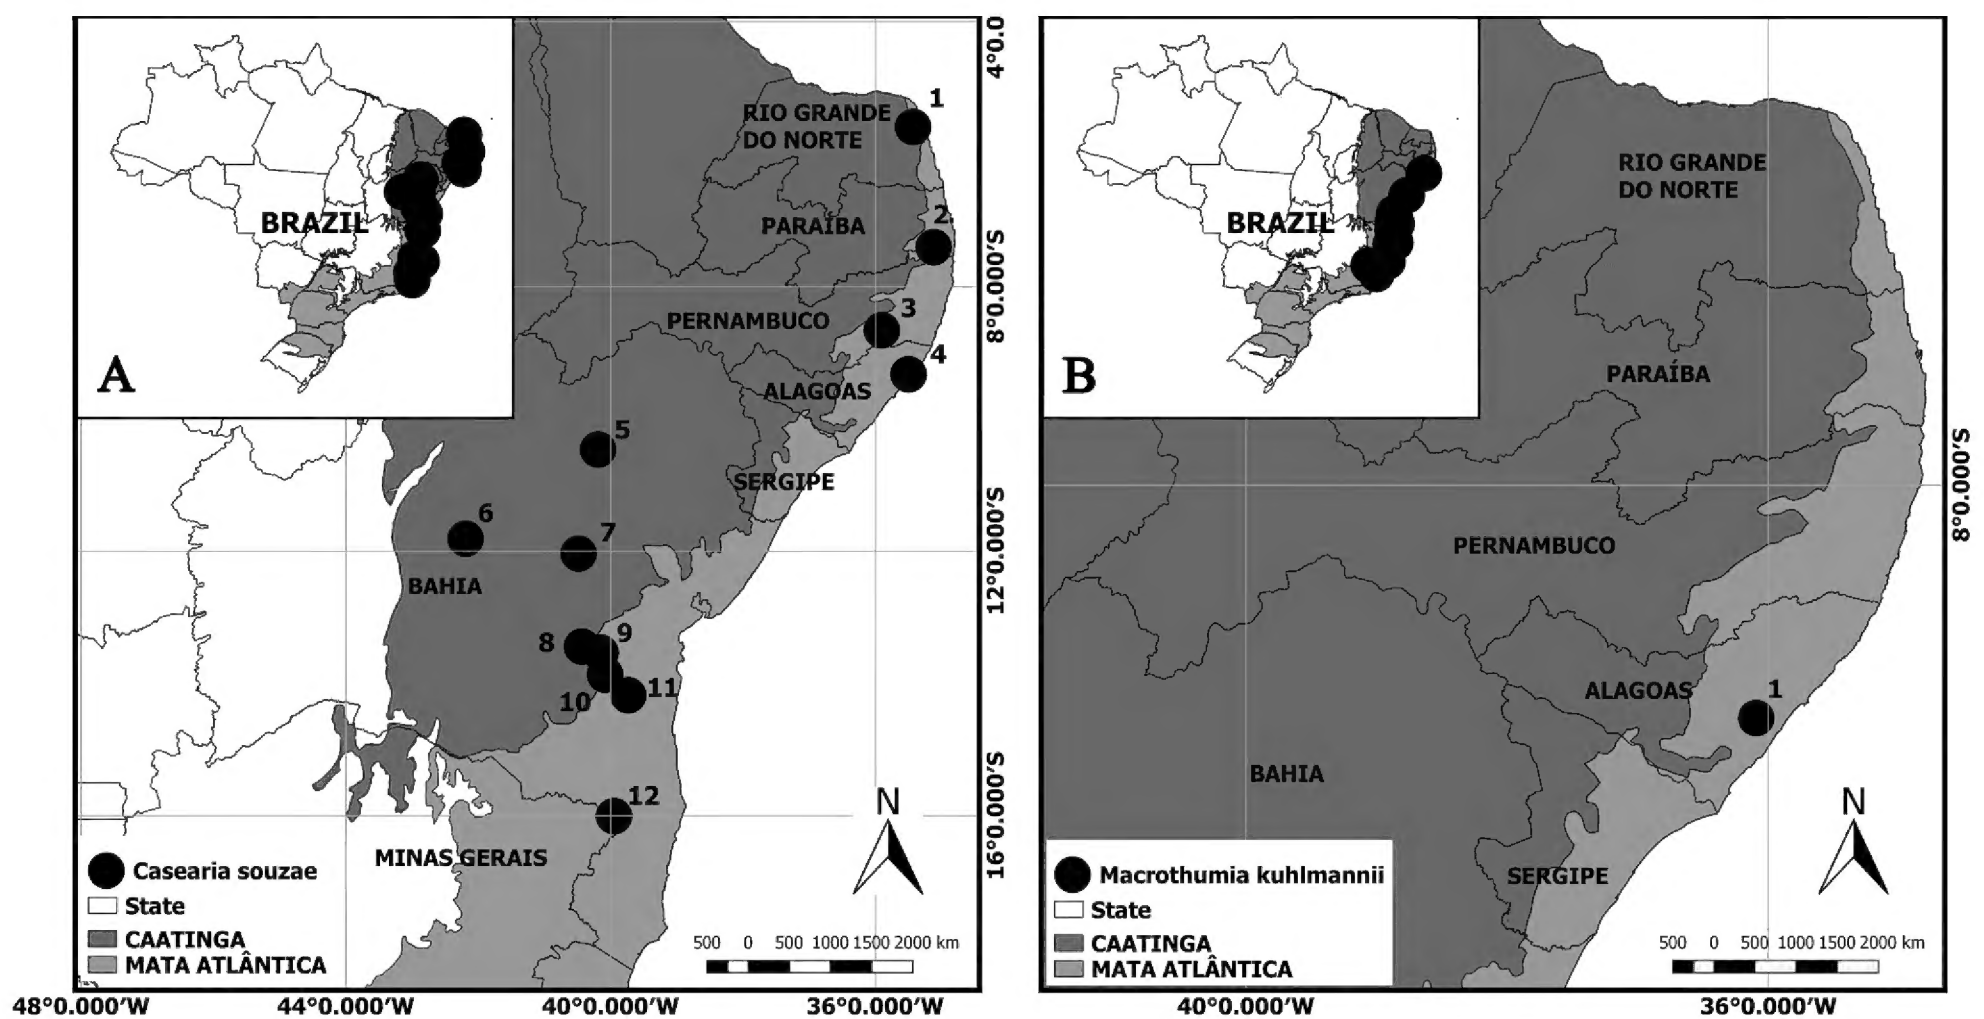 BRAZIL
A
RIO GRANDE
DO NORTE
1
PARAÍBA
2
PERNAMBUCO
3
4
ALAGOAS
5
SERGIPE
6
7
BAHIA
8
9
10
11
12
MINAS GERAIS
N
Casearia souzae
State
CAATINGA
MATA ATLÂNTICA
500 0 500 1000 1500 2000 km
4°0.0
8°0.000'S
12°0.000'S
16°0.000'S
48°0.000'W 44°0.000'W 40°0.000'W 36°0.000'W
BRAZIL
B
RIO GRANDE
DO NORTE
PARAÍBA
PERNAMBUCO
ALAGOAS
1
BAHIA
SERGIPE
N
Macrothumia kuhlmannii
State
CAATINGA
MATA ATLÂNTICA
500 0 500 1000 1500 2000 km
8°0.000'S
40°0.000'W 36°0.000'W